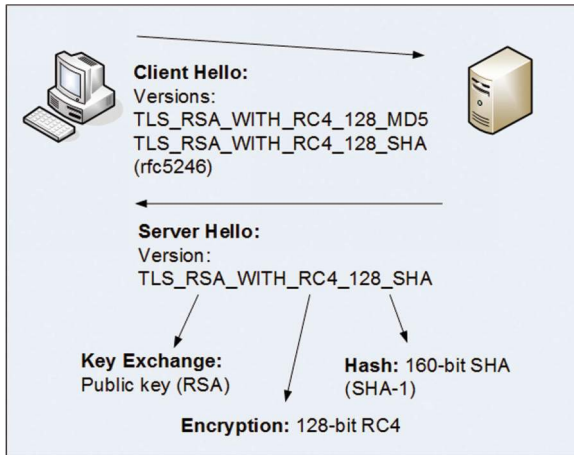 Client Hello:
Versions:
TLS_RSA_WITH_RC4_128_MD5
TLS_RSA_WITH_RC4_128_SHA
(rfc5246)
Server Hello:
Version:
TLS_RSA_WITH_RC4_128_SHA
Key Exchange:
Public key (RSA)
Hash: 160-bit SHA
(SHA-1)
Encryption: 128-bit RC4